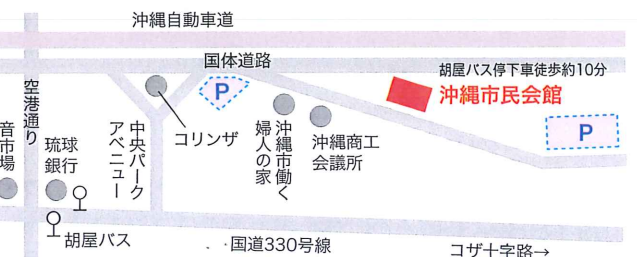 沖縄自動車道
国体道路
胡屋バス停下車徒歩約10分
沖縄市民会館
空港通り
P
P
コリンザ
中央パーク
アベニュー
沖縄市働く
婦人の家
沖縄商工
会議所
音市場
琉球
銀行
胡屋バス
国道330号線
コザ十字路→